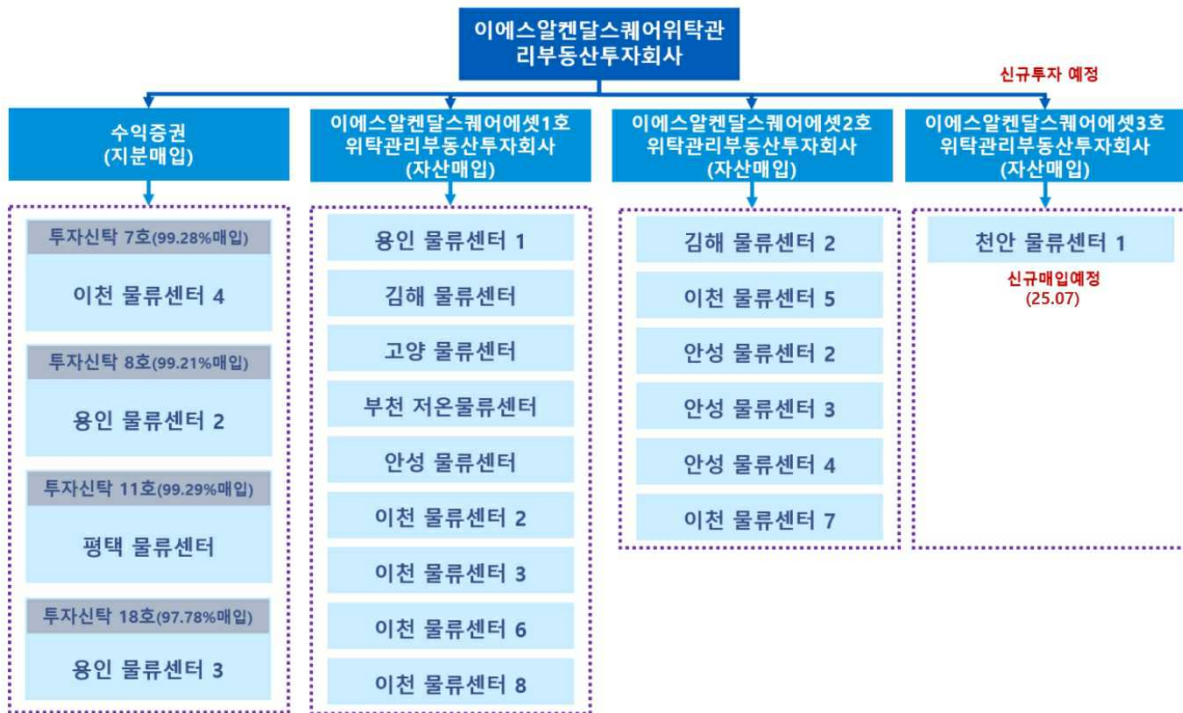 이에스알켄달스퀘어위탁관
리부동산투자회사
신규투자 예정
수익증권
(지분매입)
투자신탁 7호(99.28%매입)
이천 물류센터 4
투자신탁 8호(99.21%매입)
용인 물류센터 2
투자신탁 11호(99.29%매입)
평택 물류센터
투자신탁 18호(97.78%매입)
용인 물류센터 3
이에스알켄달스퀘어에셋1호
위탁관리부동산투자회사
(자산매입)
용인 물류센터 1
김해 물류센터
고양 물류센터
부천 저온물류센터
안성 물류센터
이천 물류센터 2
이천 물류센터 3
이천 물류센터 6
이천 물류센터 8
이에스알켄달스퀘어에셋2호
위탁관리부동산투자회사
(자산매입)
김해 물류센터 2
이천 물류센터 5
안성 물류센터 2
안성 물류센터 3
안성 물류센터 4
이천 물류센터 7
이에스알켄달스퀘어에셋3호
위탁관리부동산투자회사
(자산매입)
천안 물류센터 1
신규매입예정
(25.07)